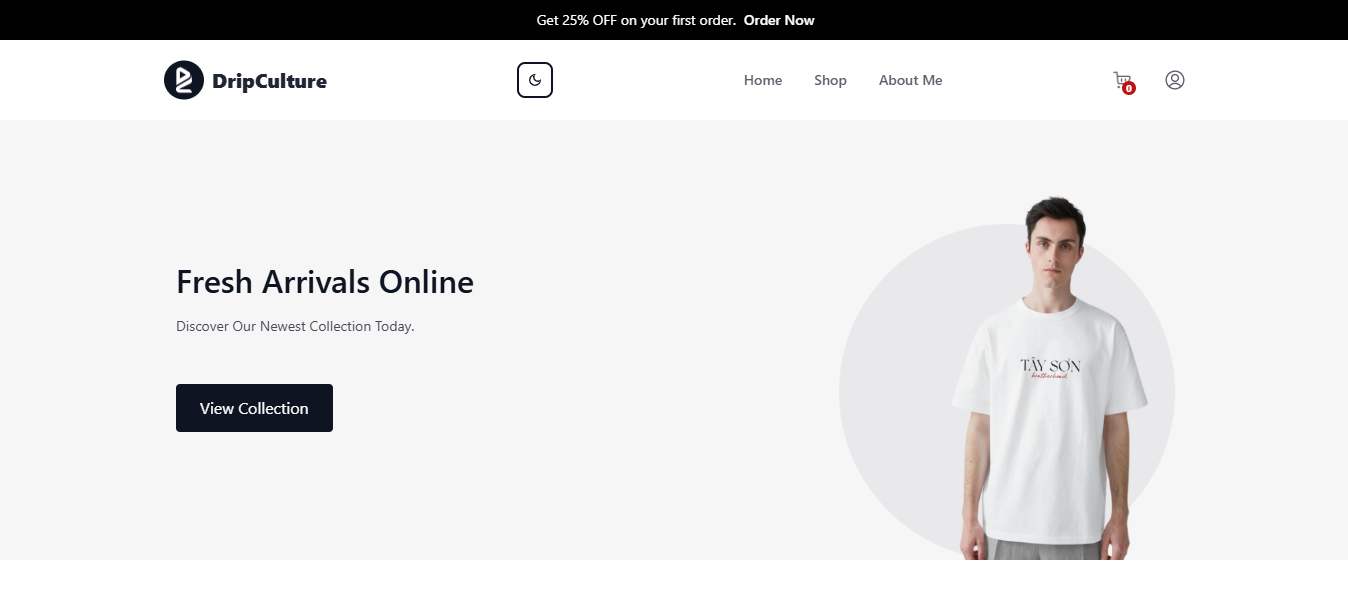 Get 25% OFF on your first order. Order Now
DripCulture
Home Shop About Me
0
Fresh Arrivals Online
Discover Our Newest Collection Today.
View Collection
TÂY SƠN
brotherhood